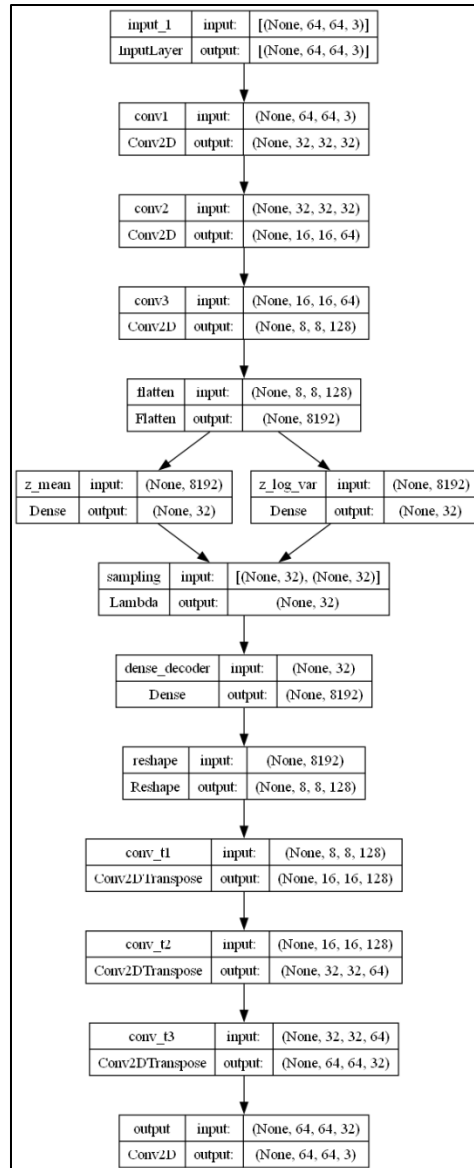 input_1 input: [(None, 64, 64, 3)]
InputLayer output: [(None, 64, 64, 3)]
conv1 input: (None, 64, 64, 3)
Conv2D output: (None, 32, 32, 32)
conv2 input: (None, 32, 32, 32)
Conv2D output: (None, 16, 16, 64)
conv3 input: (None, 16, 16, 64)
Conv2D output: (None, 8, 8, 128)
flatten input: (None, 8, 8, 128)
Flatten output: (None, 8192)
z_mean input: (None, 8192)
Dense output: (None, 32)
z_log_var input: (None, 8192)
Dense output: (None, 32)
sampling input: [(None, 32), (None, 32)]
Lambda output: (None, 32)
dense_decoder input: (None, 32)
Dense output: (None, 8192)
reshape input: (None, 8192)
Reshape output: (None, 8, 8, 128)
conv_t1 input: (None, 8, 8, 128)
Conv2DTranspose output: (None, 16, 16, 128)
conv_t2 input: (None, 16, 16, 128)
Conv2DTranspose output: (None, 32, 32, 64)
conv_t3 input: (None, 32, 32, 64)
Conv2DTranspose output: (None, 64, 64, 32)
output input: (None, 64, 64, 32)
Conv2D output: (None, 64, 64, 3)